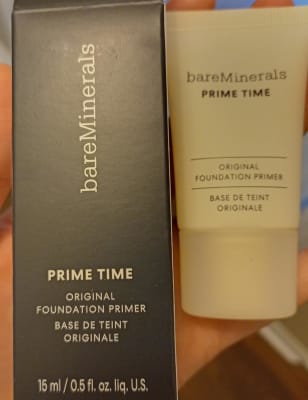 bareMinerals
PRIME TIME
ORIGINAL
FOUNDATION PRIMER
BASE DE TEINT
ORIGINALE
15 ml / 0.5 fl. oz. liq. U.S.
bareMinerals
PRIME TIME
ORIGINAL
FOUNDATION PRIMER
BASE DE TEINT
ORIGINALE